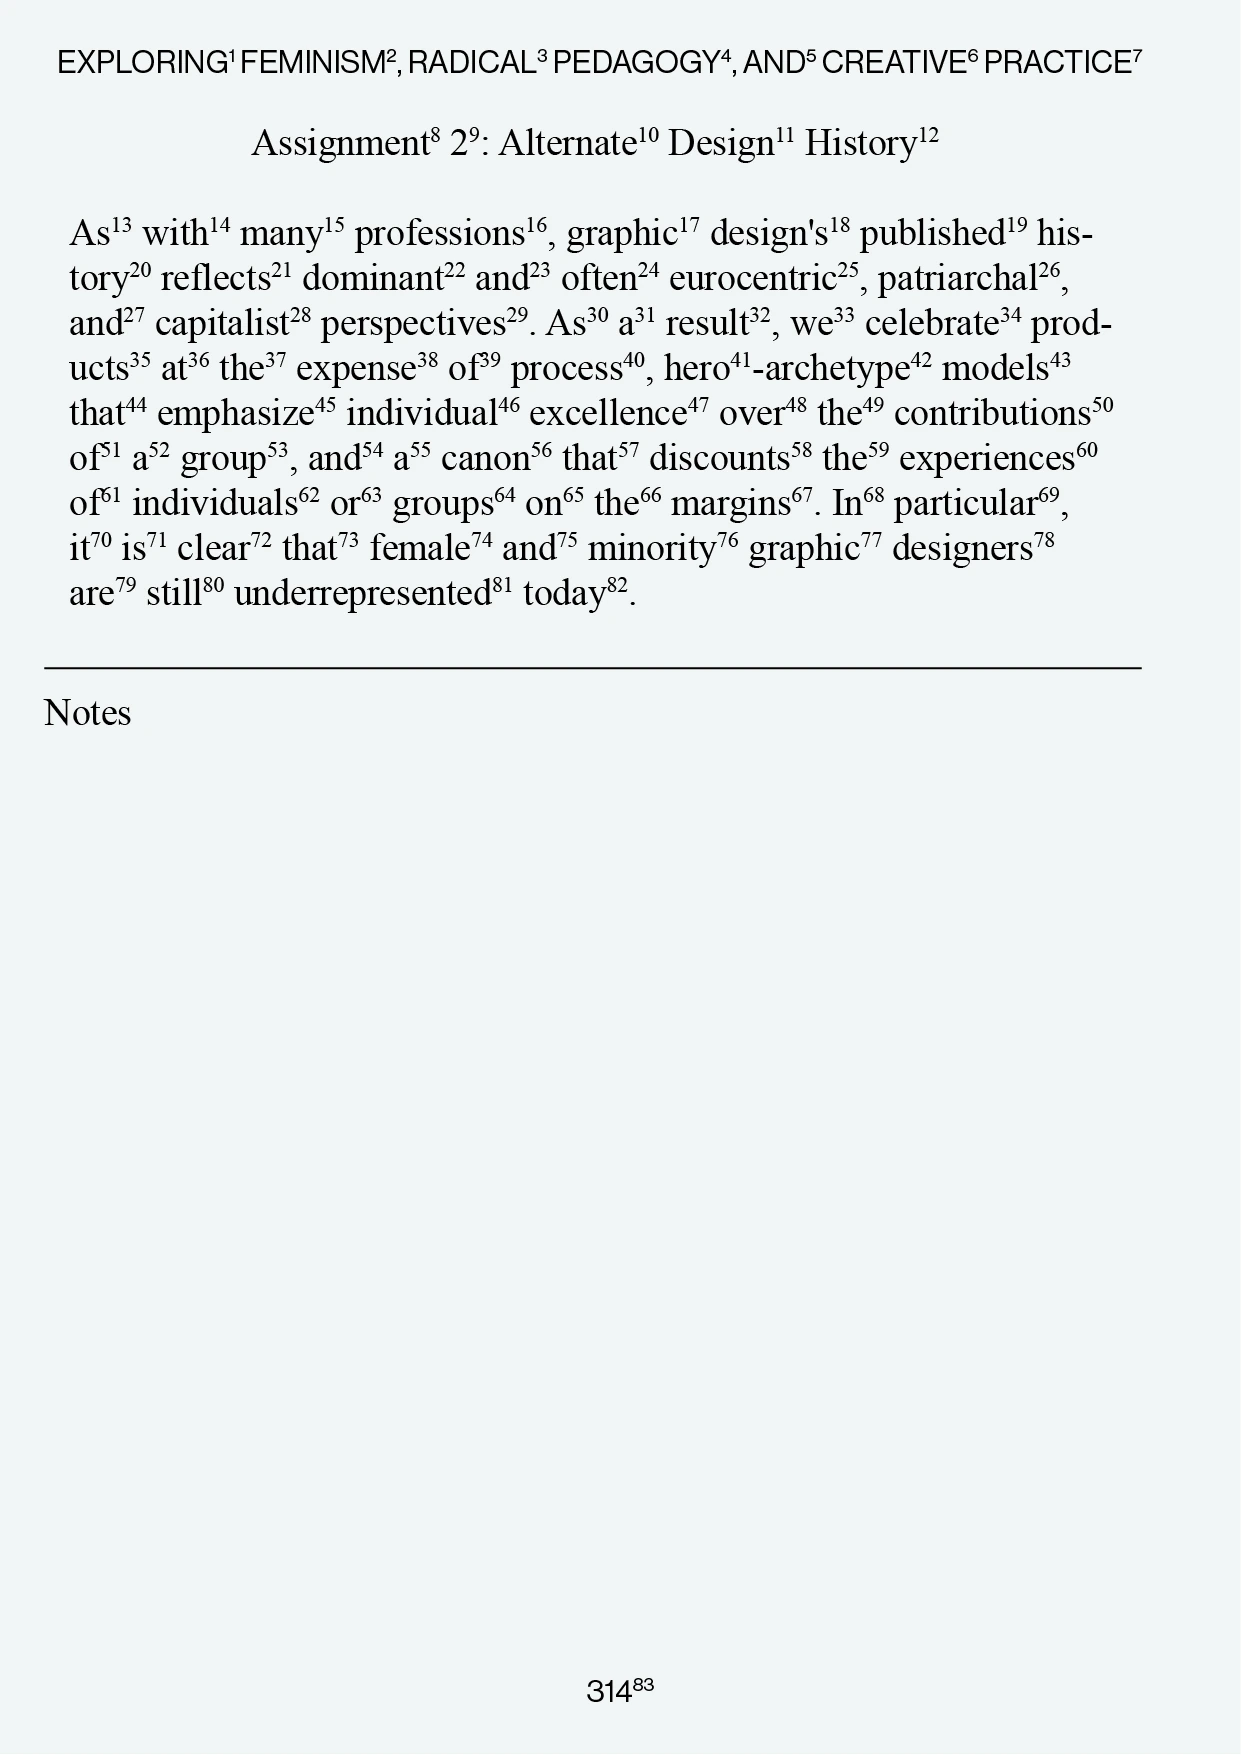 EXPLORING¹ FEMINISM², RADICAL³ PEDAGOGY⁴, AND⁵ CREATIVE⁶ PRACTICE⁷
Assignment⁸ 2⁹: Alternate¹⁰ Design¹¹ History¹²
As¹³ with¹⁴ many¹⁵ professions¹⁶, graphic¹⁷ design's¹⁸ published¹⁹ his-
tory²⁰ reflects²¹ dominant²² and²³ often²⁴ eurocentric²⁵, patriarchal²⁶,
and²⁷ capitalist²⁸ perspectives²⁹. As³⁰ a³¹ result³², we³³ celebrate³⁴ prod-
ucts³⁵ at³⁶ the³⁷ expense³⁸ of³⁹ process⁴⁰, hero⁴¹-archetype⁴² models⁴³
that⁴⁴ emphasize⁴⁵ individual⁴⁶ excellence⁴⁷ over⁴⁸ the⁴⁹ contributions⁵⁰
of⁵¹ a⁵² group⁵³, and⁵⁴ a⁵⁵ canon⁵⁶ that⁵⁷ discounts⁵⁸ the⁵⁹ experiences⁶⁰
of⁶¹ individuals⁶² or⁶³ groups⁶⁴ on⁶⁵ the⁶⁶ margins⁶⁷. In⁶⁸ particular⁶⁹,
it⁷⁰ is⁷¹ clear⁷² that⁷³ female⁷⁴ and⁷⁵ minority⁷⁶ graphic⁷⁷ designers⁷⁸
are⁷⁹ still⁸⁰ underrepresented⁸¹ today⁸².
Notes
314⁸³